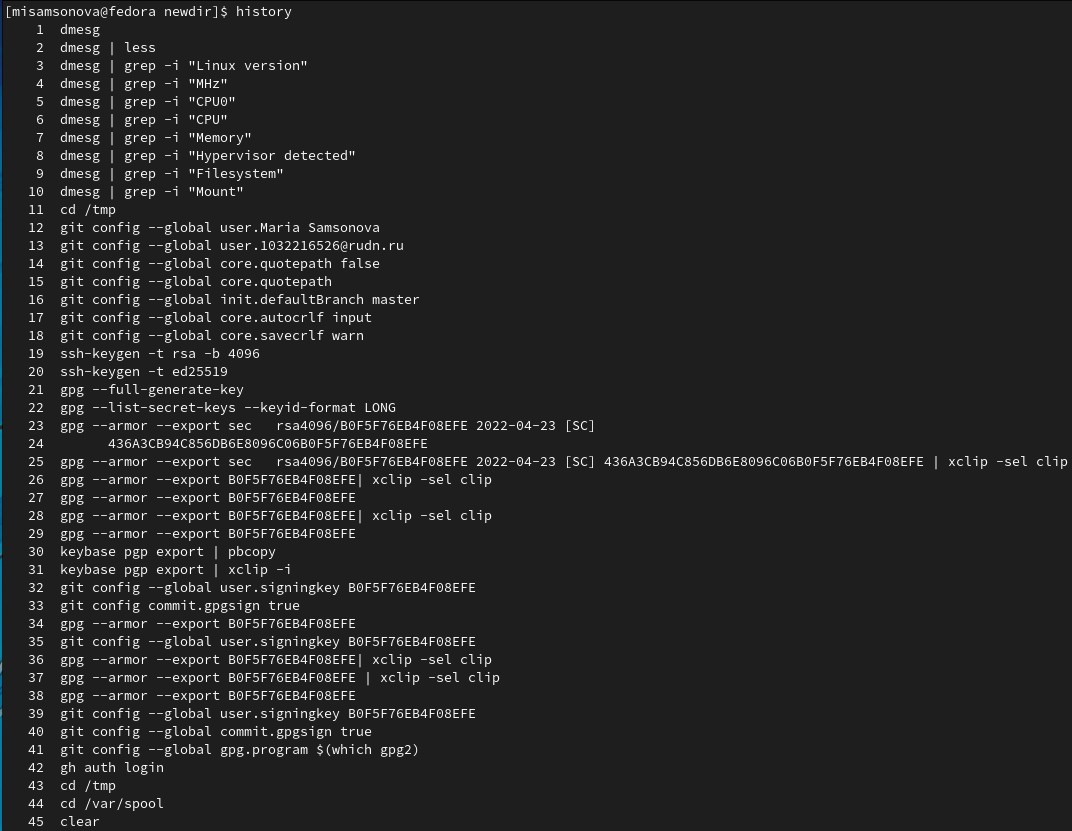 [misamsonova@fedora newdir]$ history
1 dmesg
2 dmesg | less
3 dmesg | grep -i "Linux version"
4 dmesg | grep -i "MHz"
5 dmesg | grep -i "CPU0"
6 dmesg | grep -i "CPU"
7 dmesg | grep -i "Memory"
8 dmesg | grep -i "Hypervisor detected"
9 dmesg | grep -i "Filesystem"
10 dmesg | grep -i "Mount"
11 cd /tmp
12 git config --global user.Maria Samsonova
13 git config --global user.1032216526@rudn.ru
14 git config --global core.quotepath false
15 git config --global core.quotepath
16 git config --global init.defaultBranch master
17 git config --global core.autocrlf input
18 git config --global core.savecrlf warn
19 ssh-keygen -t rsa -b 4096
20 ssh-keygen -t ed25519
21 gpg --full-generate-key
22 gpg --list-secret-keys --keyid-format LONG
23 gpg --armor --export sec   rsa4096/B0F5F76EB4F08EFE 2022-04-23 [SC]
24       436A3CB94C856DB6E8096C06B0F5F76EB4F08EFE
25 gpg --armor --export sec   rsa4096/B0F5F76EB4F08EFE 2022-04-23 [SC] 436A3CB94C856DB6E8096C06B0F5F76EB4F08EFE | xclip -sel clip
26 gpg --armor --export B0F5F76EB4F08EFE| xclip -sel clip
27 gpg --armor --export B0F5F76EB4F08EFE
28 gpg --armor --export B0F5F76EB4F08EFE| xclip -sel clip
29 gpg --armor --export B0F5F76EB4F08EFE
30 keybase pgp export | pbcopy
31 keybase pgp export | xclip -i
32 git config --global user.signingkey B0F5F76EB4F08EFE
33 git config commit.gpgsign true
34 gpg --armor --export B0F5F76EB4F08EFE
35 git config --global user.signingkey B0F5F76EB4F08EFE
36 gpg --armor --export B0F5F76EB4F08EFE| xclip -sel clip
37 gpg --armor --export B0F5F76EB4F08EFE | xclip -sel clip
38 gpg --armor --export B0F5F76EB4F08EFE
39 git config --global user.signingkey B0F5F76EB4F08EFE
40 git config --global commit.gpgsign true
41 git config --global gpg.program $(which gpg2)
42 gh auth login
43 cd /tmp
44 cd /var/spool
45 clear